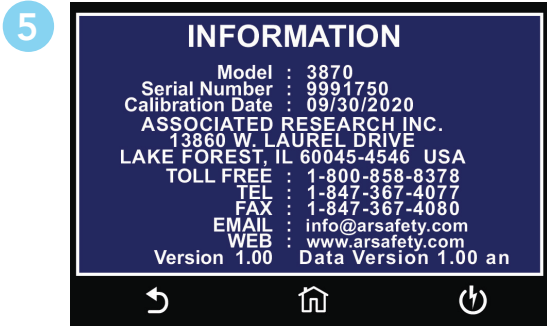 5
INFORMATION
Model : 3870
Serial Number : 9991750
Calibration Date : 09/30/2020
ASSOCIATED RESEARCH INC.
13860 W. LAUREL DRIVE
LAKE FOREST, IL 60045-4546 USA
TOLL FREE : 1-800-858-8378
TEL : 1-847-367-4077
FAX : 1-847-367-4080
EMAIL : info@arsafety.com
WEB : www.arsafety.com
Version 1.00 Data Version 1.00 an